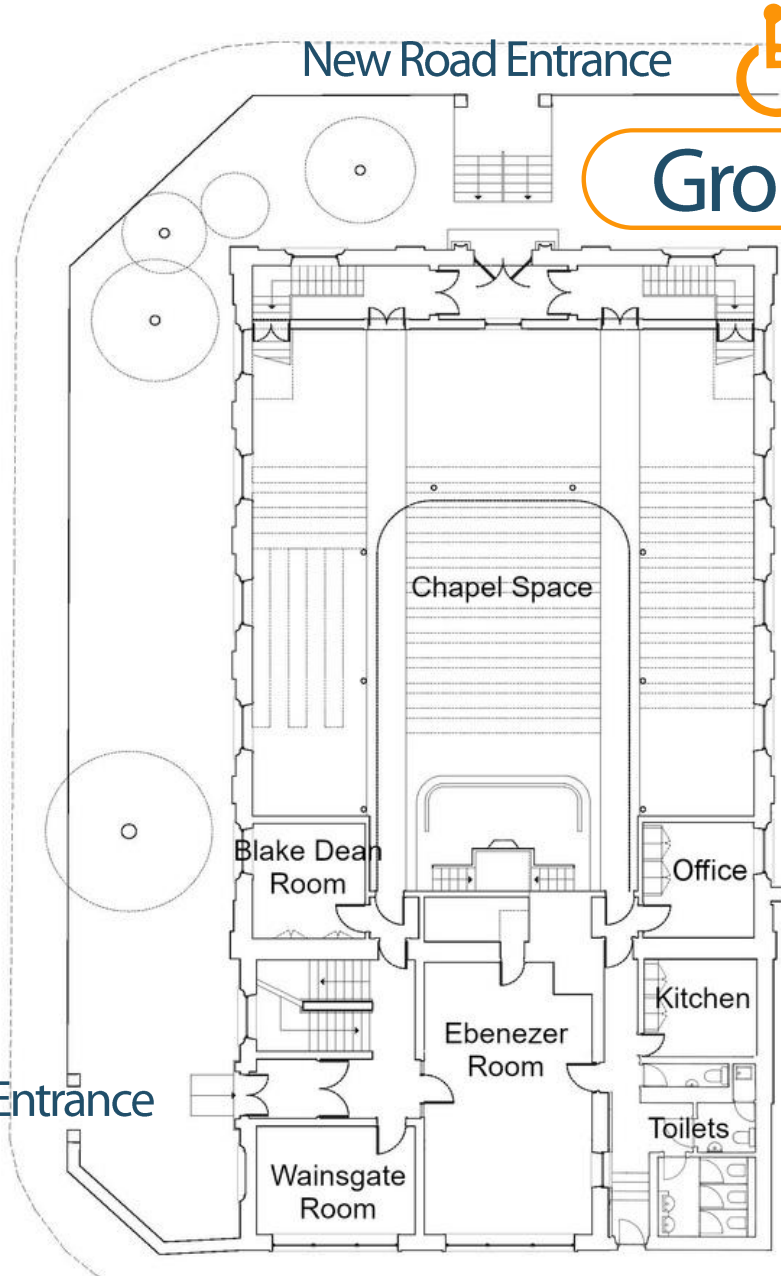 New Road Entrance
Gro
Chapel Space
Blake Dean
Room
Office
Kitchen
Ebenezer
Room
Entrance
Toilets
Wainsgate
Room